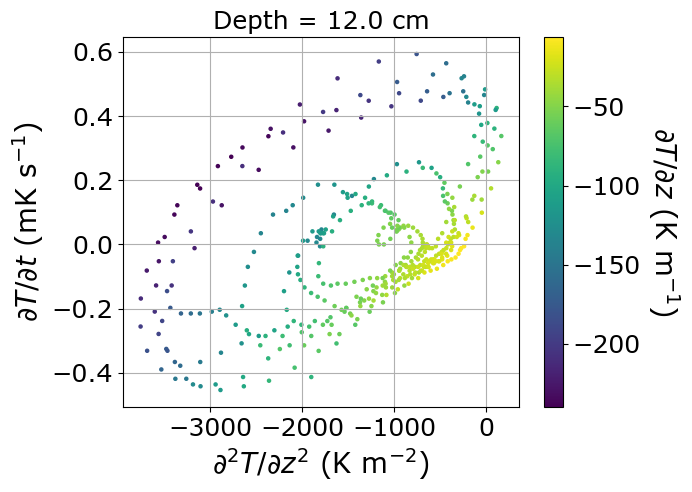 Depth = 12.0 cm
0.6
0.4
0.2
0.0
−0.2
−0.4
∂T/∂t (mK s⁻¹)
−3000 −2000 −1000 0
∂²T/∂z² (K m⁻²)
−50
−100
−150
−200
∂T/∂z (K m⁻¹)